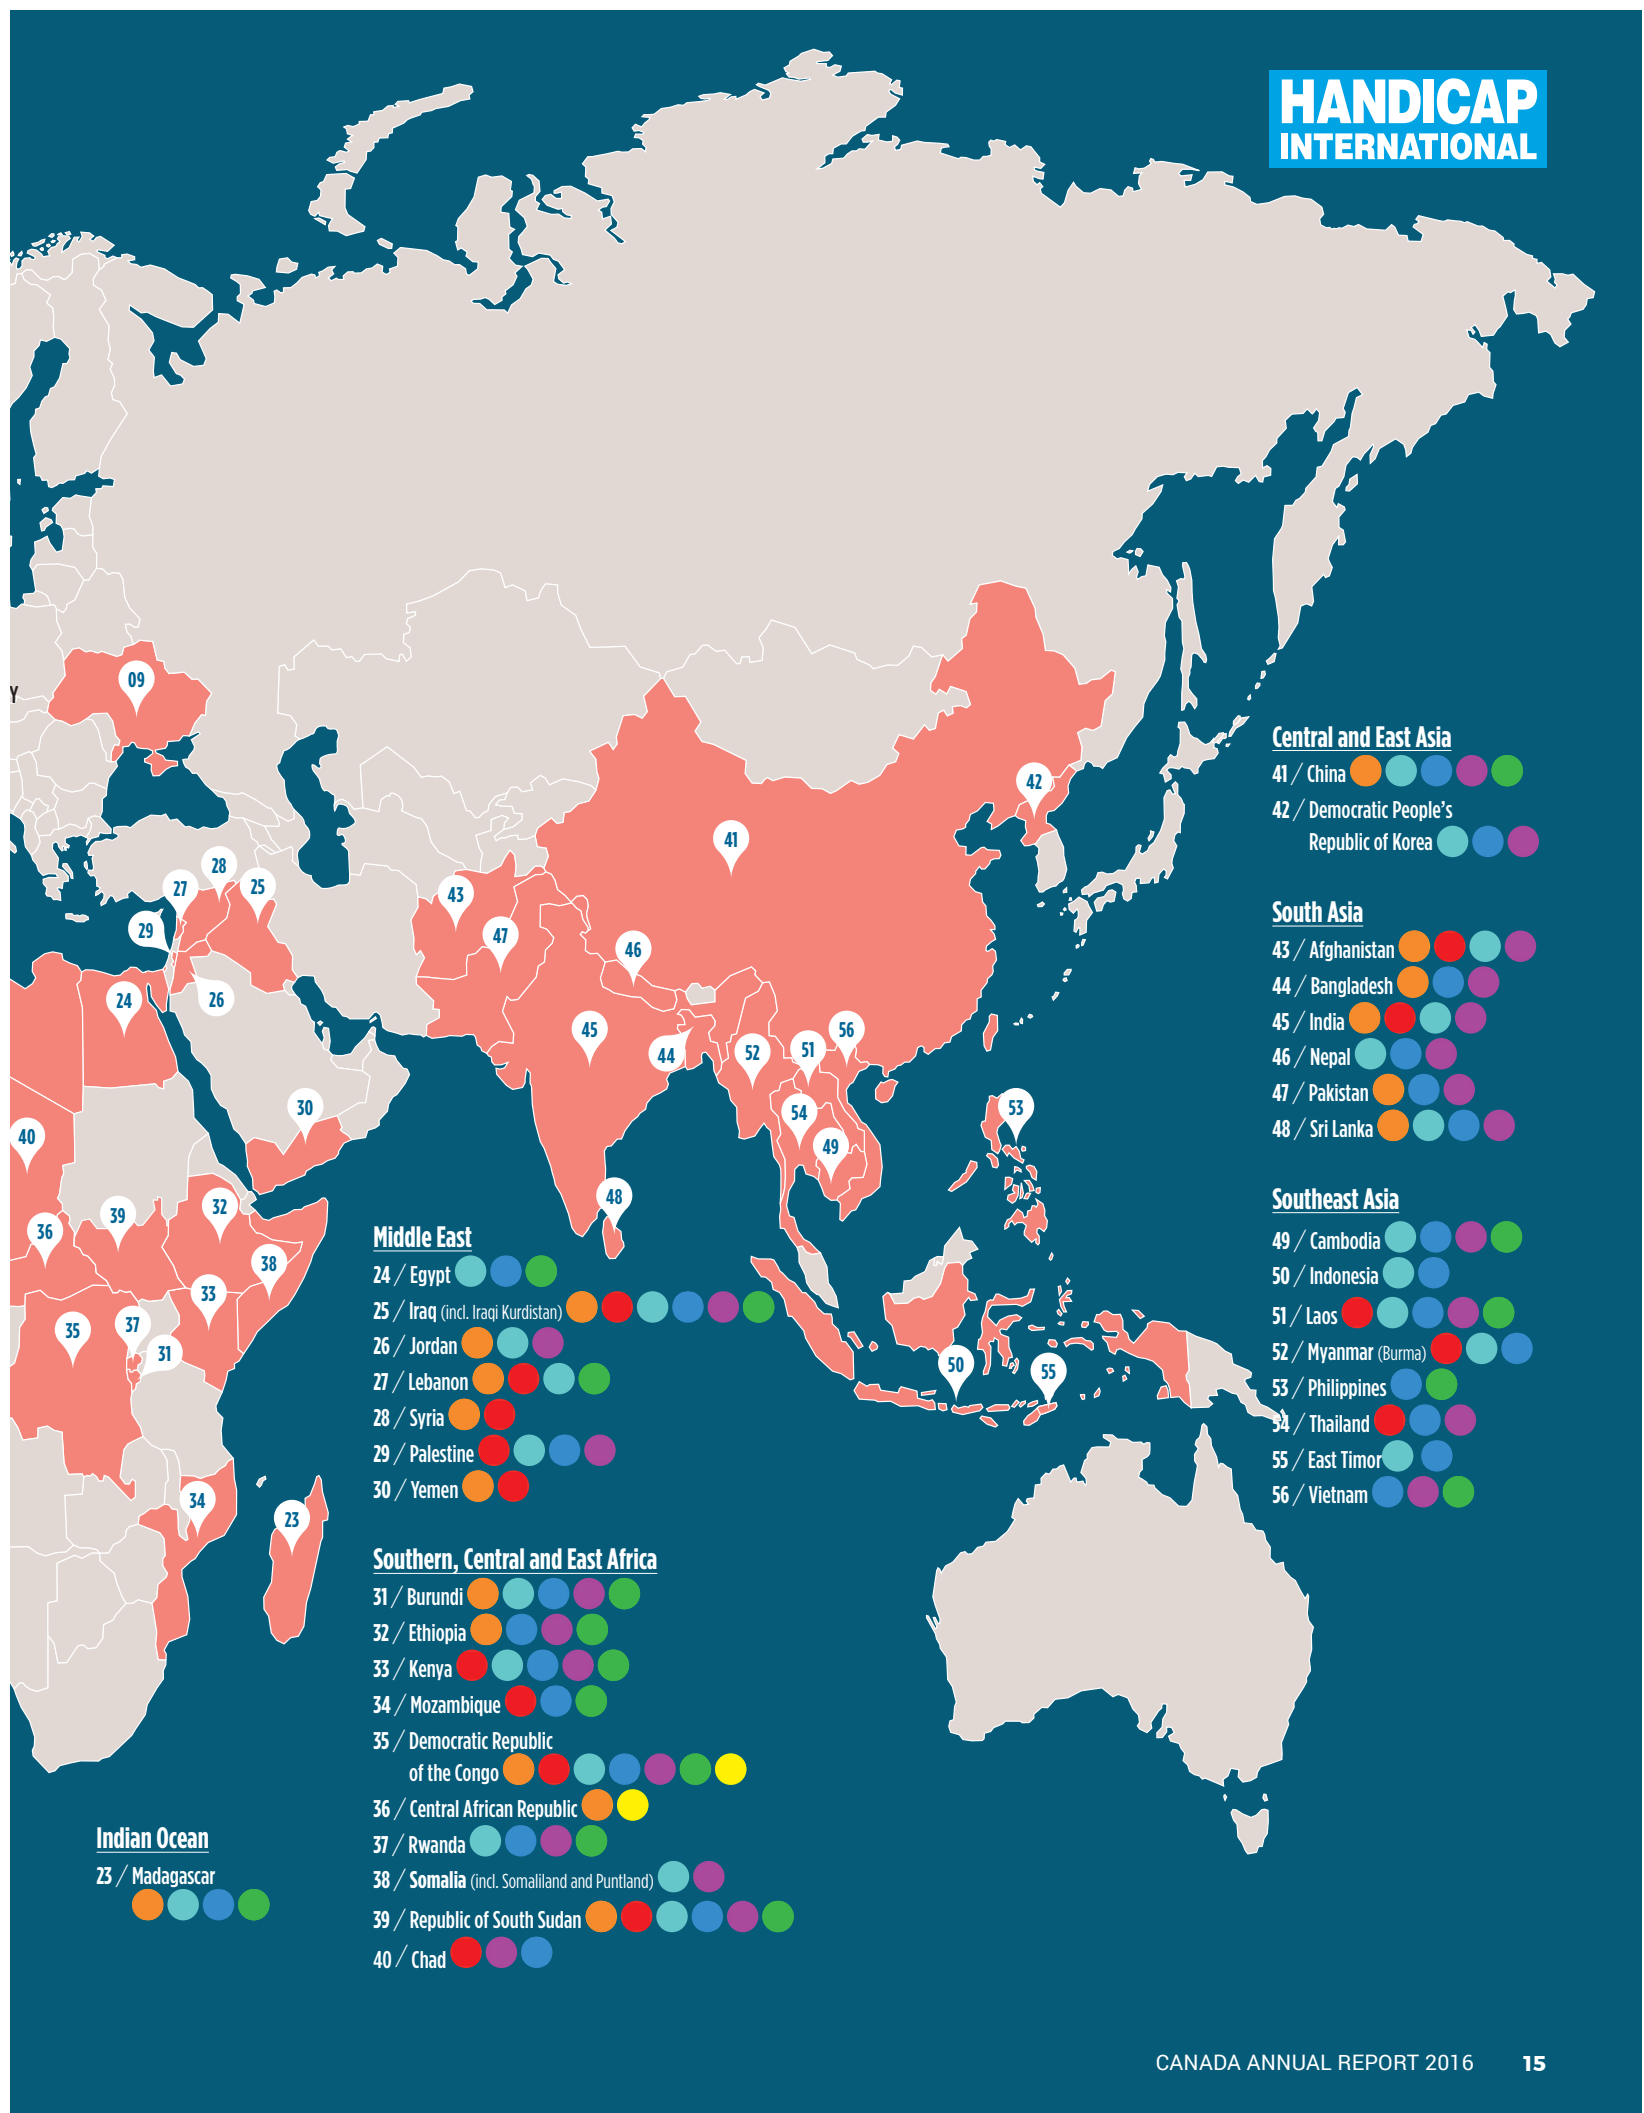 HANDICAP
INTERNATIONAL
Y
09
28
27
25
29
24
26
30
40
36
39
32
38
33
35
37
31
34
23
43
47
46
45
44
48
41
42
52
51
56
54
49
53
50
55
Central and East Asia
41 / China
42 / Democratic People's
Republic of Korea
South Asia
43 / Afghanistan
44 / Bangladesh
45 / India
46 / Nepal
47 / Pakistan
48 / Sri Lanka
Southeast Asia
49 / Cambodia
50 / Indonesia
51 / Laos
52 / Myanmar (Burma)
53 / Philippines
54 / Thailand
55 / East Timor
56 / Vietnam
Middle East
24 / Egypt
25 / Iraq (incl. Iraqi Kurdistan)
26 / Jordan
27 / Lebanon
28 / Syria
29 / Palestine
30 / Yemen
Southern, Central and East Africa
31 / Burundi
32 / Ethiopia
33 / Kenya
34 / Mozambique
35 / Democratic Republic
of the Congo
36 / Central African Republic
37 / Rwanda
38 / Somalia (incl. Somaliland and Puntland)
39 / Republic of South Sudan
40 / Chad
Indian Ocean
23 / Madagascar
CANADA ANNUAL REPORT 2016 15